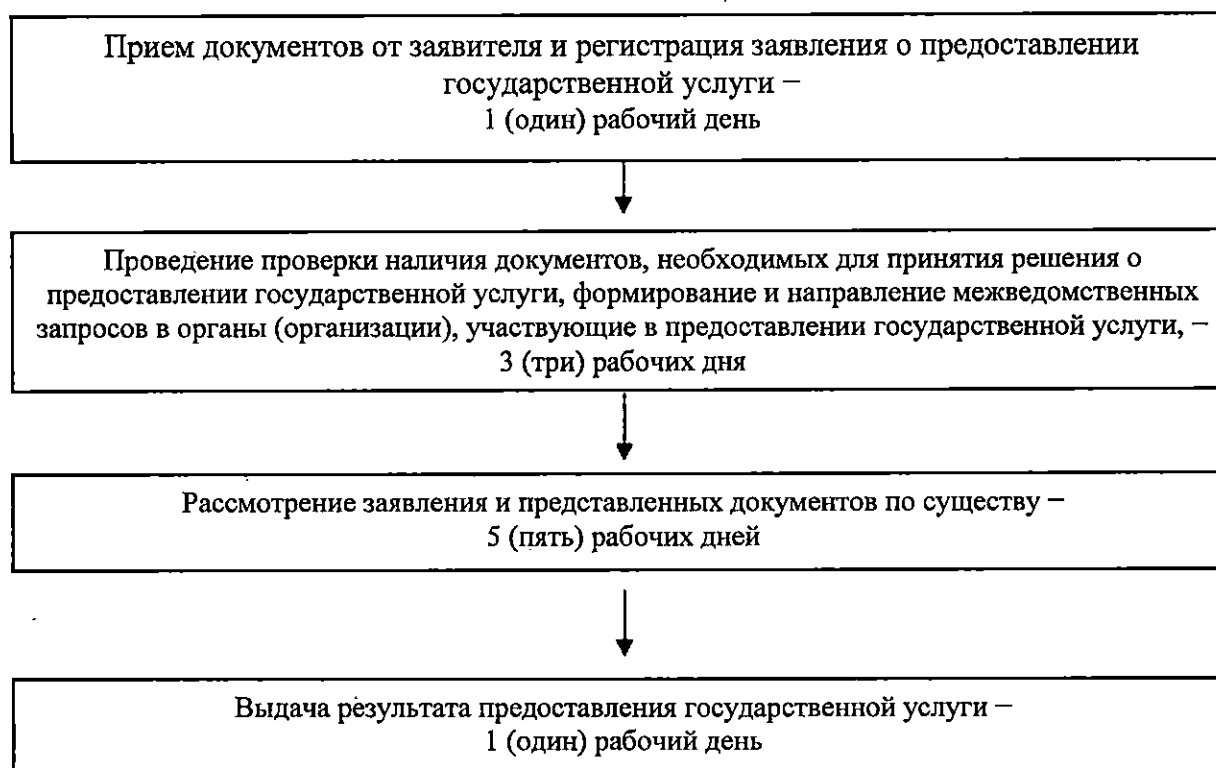 Прием документов от заявителя и регистрация заявления о предоставлении
государственной услуги –
1 (один) рабочий день
Проведение проверки наличия документов, необходимых для принятия решения о
предоставлении государственной услуги, формирование и направление межведомственных
запросов в органы (организации), участвующие в предоставлении государственной услуги, –
3 (три) рабочих дня
Рассмотрение заявления и представленных документов по существу –
5 (пять) рабочих дней
Выдача результата предоставления государственной услуги –
1 (один) рабочий день